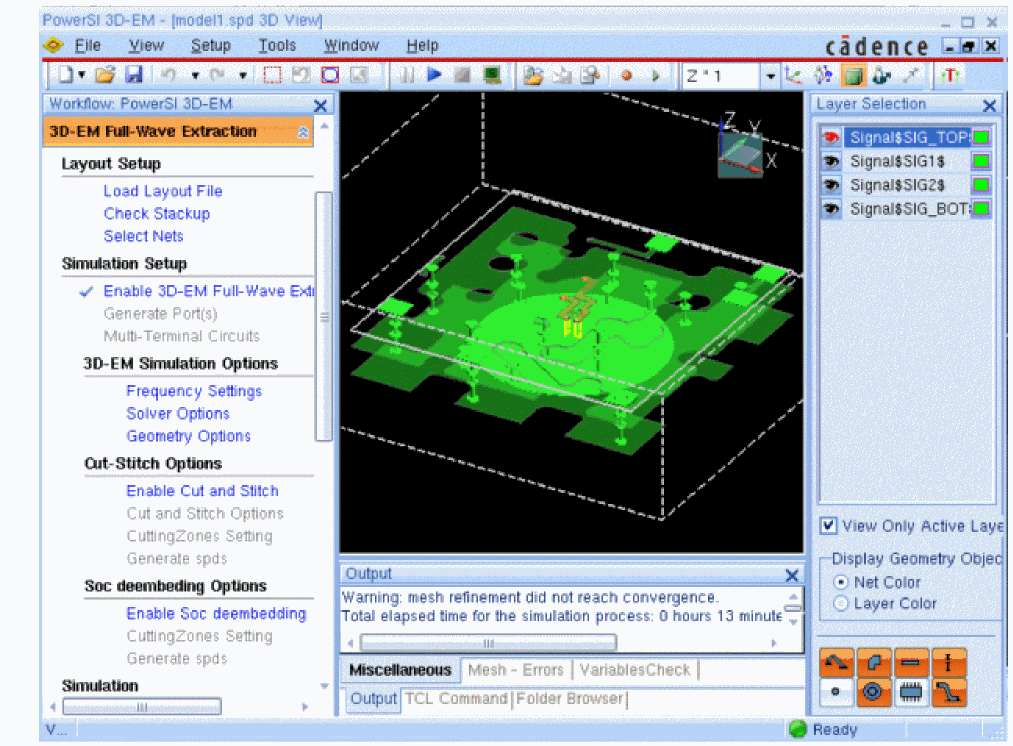 PowerSI 3D-EM - [model1.spd 3D View]
File View Setup Tools Window Help
cādence
Z * 1
Workflow: PowerSI 3D-EM
3D-EM Full-Wave Extraction
Layout Setup
Load Layout File
Check Stackup
Select Nets
Simulation Setup
Enable 3D-EM Full-Wave Ext
Generate Port(s)
Multi-Terminal Circuits
3D-EM Simulation Options
Frequency Settings
Solver Options
Geometry Options
Cut-Stitch Options
Enable Cut and Stitch
Cut and Stitch Options
CuttingZones Setting
Generate spds
Soc deembeding Options
Enable Soc deembedding
CuttingZones Setting
Generate spds
Simulation
V...
Z
Y
X
Output
Warning: mesh refinement did not reach convergence.
Total elapsed time for the simulation process: 0 hours 13 minute
Miscellaneous Mesh - Errors VariablesCheck
Output TCL Command Folder Browser
Layer Selection
Signal$SIG_TOP$
Signal$SIG1$
Signal$SIG2$
Signal$SIG_BOT$
View Only Active Laye
Display Geometry Objec
Net Color
Layer Color
Ready